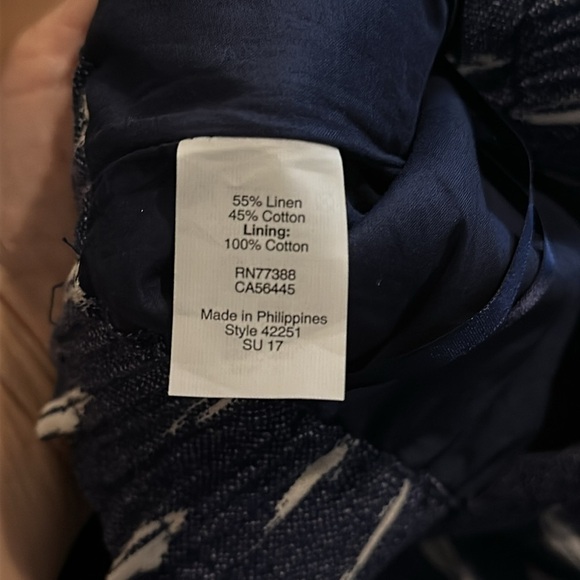 55% Linen
45% Cotton
Lining:
100% Cotton
RN77388
CA56445
Made in Philippines
Style 42251
SU 17